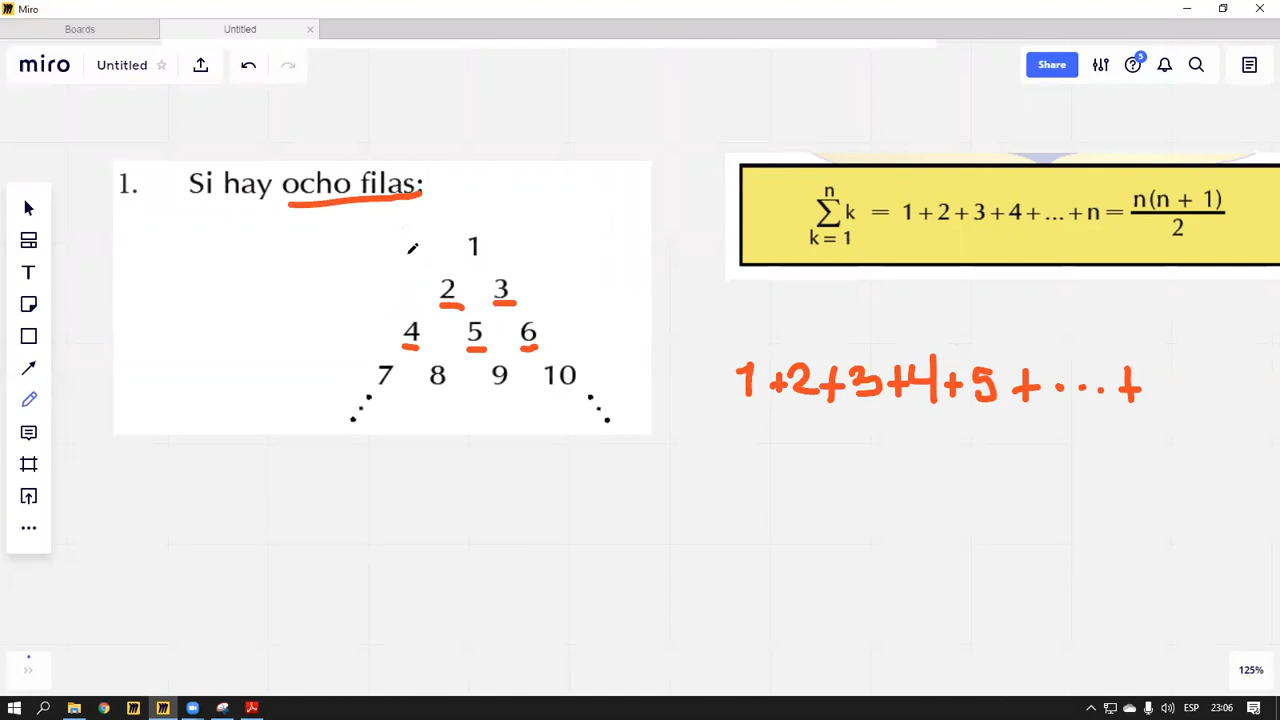 Miro
Boards
Untitled
miro
Untitled
5
Share
1. Si hay ocho filas:
1
2 3
4 5 6
7 8 9 10
n
∑ k = 1 + 2 + 3 + 4 + ... + n = n(n + 1)
k = 1
2
1 + 2 + 3 + 4 + 5 + ... +
T
125%
ESP
23:06